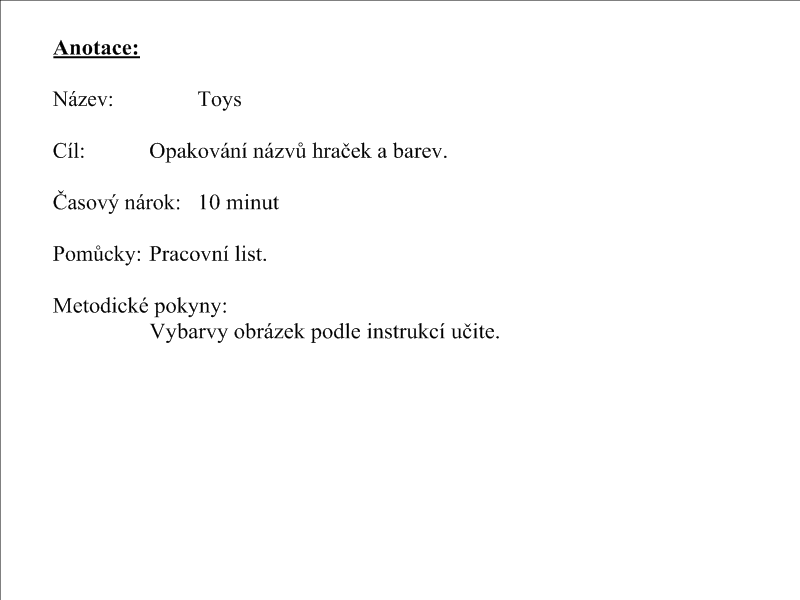 Anotace:
Název: Toys
Cíl: Opakování názvů hraček a barev.
Časový nárok: 10 minut
Pomůcky: Pracovní list.
Metodické pokyny:
Vybarvy obrázek podle instrukcí učite.